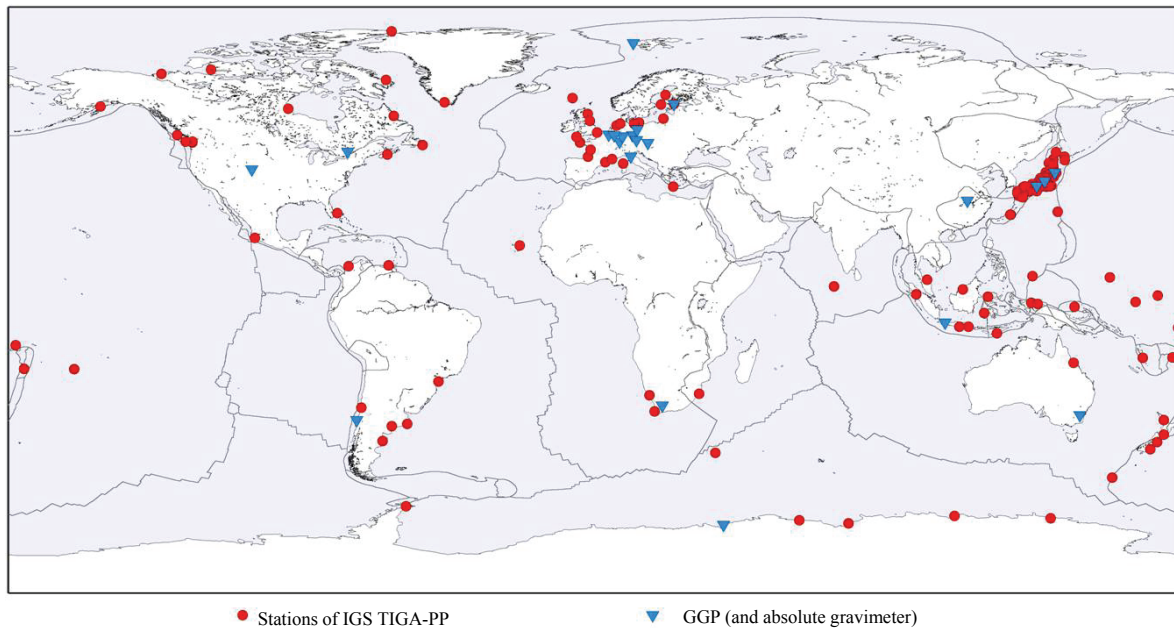 Stations of IGS TIGA-PP
GGP (and absolute gravimeter)